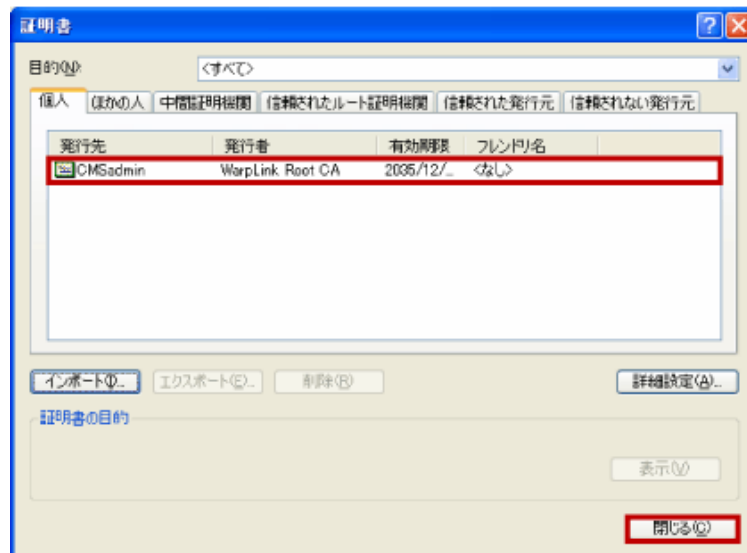 証明書
目的(N): <すべて>
個人 ほかの人 中間証明機関 信頼されたルート証明機関 信頼された発行元 信頼されない発行元
発行先 発行者 有効期限 フレンドリ名
CMSadmin WarpLink Root CA 2035/12/... <なし>
インポート(I)... エクスポート(E)... 削除(R) 詳細設定(A)...
証明書の目的
表示(V)
閉じる(C)